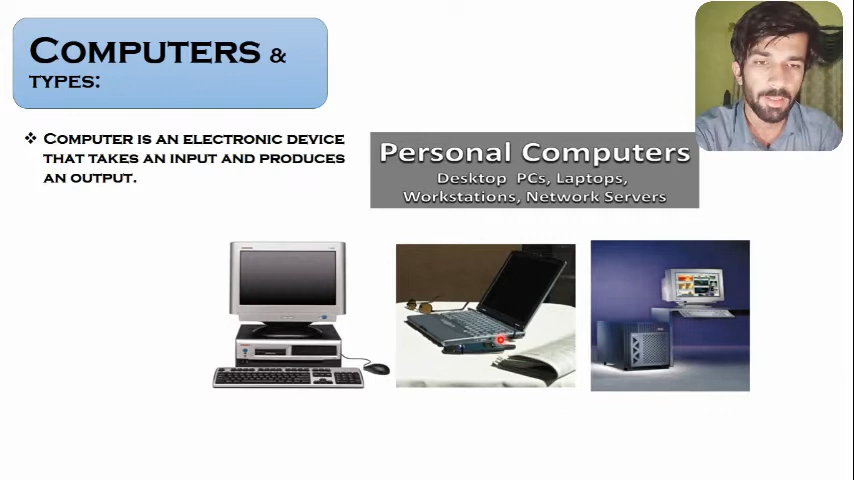 COMPUTERS &
TYPES:
❖ COMPUTER IS AN ELECTRONIC DEVICE
THAT TAKES AN INPUT AND PRODUCES
AN OUTPUT.
Personal Computers
Desktop PCs, Laptops,
Workstations, Network Servers